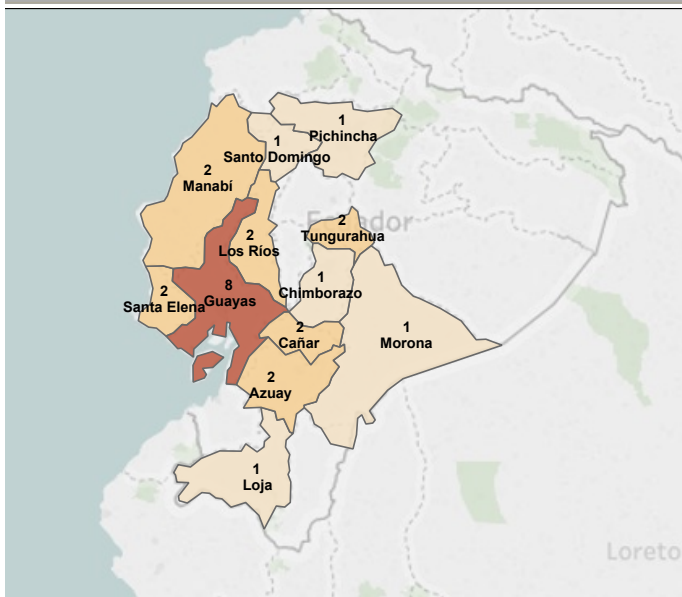 1
Pichincha
1
Santo Domingo
2
Manabí
Ecuador
2
Tungurahua
2
Los Ríos
1
Chimborazo
8
Guayas
2
Santa Elena
2
Cañar
1
Morona
2
Azuay
1
Loja
Loreto